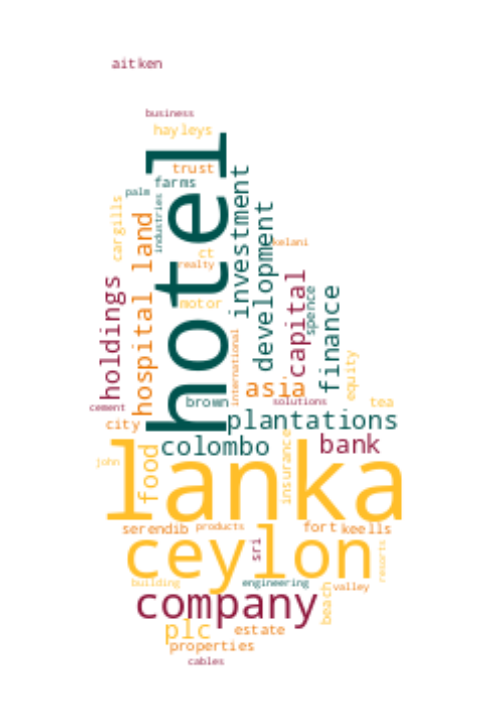 aitken
business
hayleys
hotel
trust
farms
palm
industries
cargills
hospital
land
ct
realty
motor
investment
development
kelani
holdings
capital
spence
finance
international
equity
asia
brown
solutions
tea
cement
city
plantations
colombo
bank
food
insurance
john
lanka
serendib
products
fort
keells
ceylon
sri
resorts
building
engineering
valley
beach
company
plc
estate
properties
cables